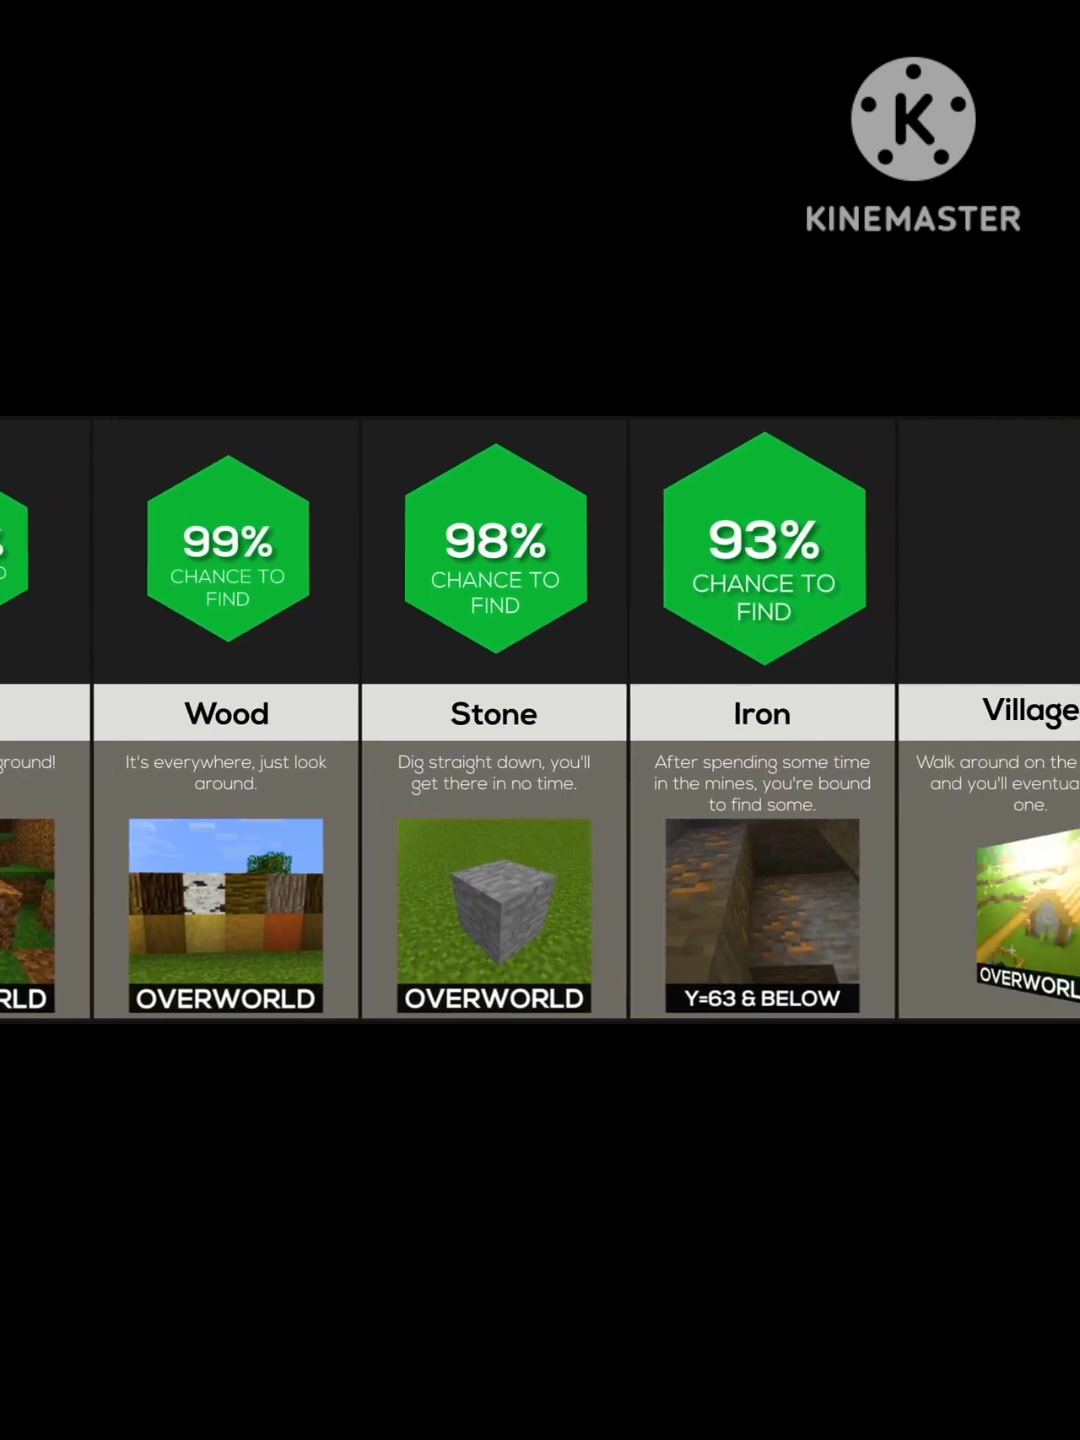 KINEMASTER
99%
CHANCE TO
FIND
98%
CHANCE TO
FIND
93%
CHANCE TO
FIND
Wood
Stone
Iron
Village
ground!
It's everywhere, just look
around.
Dig straight down, you'll
get there in no time.
After spending some time
in the mines, you're bound
to find some.
Walk around on the
and you'll eventua
one.
RLD
OVERWORLD
OVERWORLD
Y=63 & BELOW
OVERWORL